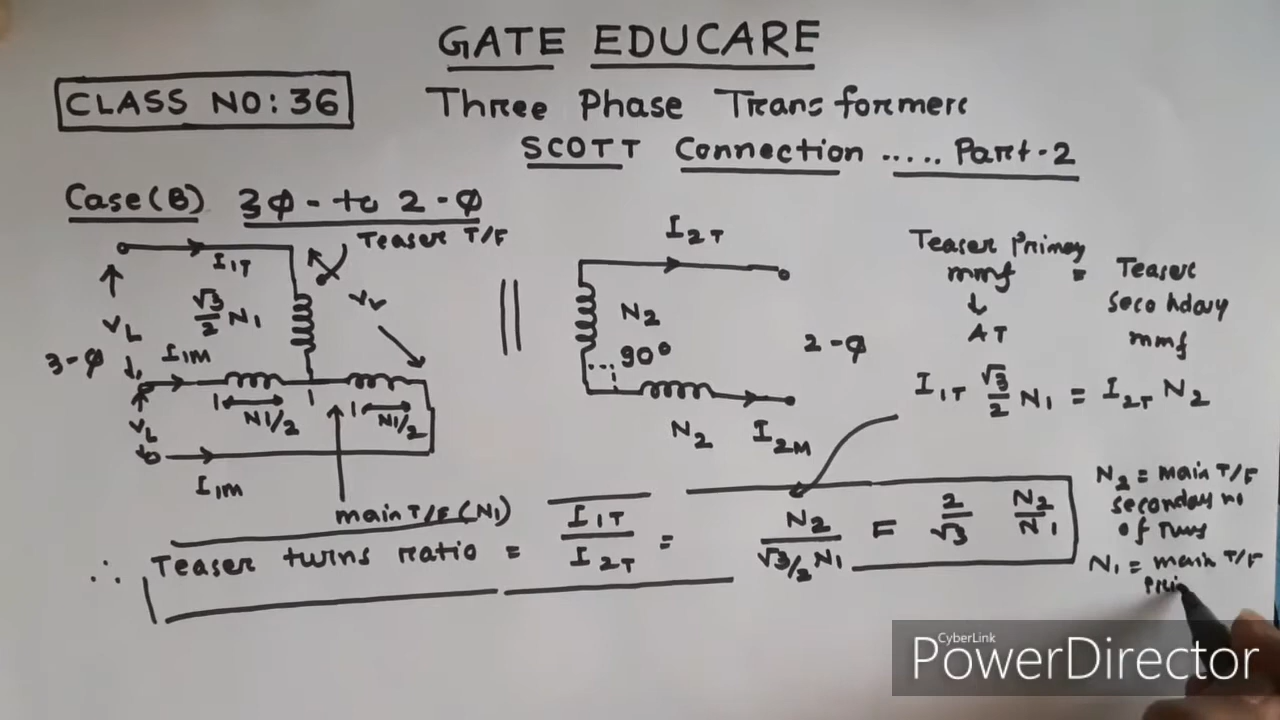 GATE EDUCARE
CLASS NO: 36
Three Phase Transformers
SCOTT Connection ..... Part-2
Case(B) 3φ - to 2-φ
Teaser T/F
I1T
√3/2 N1
VL
VL
3-φ
I1M
N1/2
N1/2
VL
I1M
main T/F (N1)
I2T
N2
90°
2-φ
N2
I2M
Teaser Primey mmf = Teaser secondary mmf
↓
AT
I1T √3/2 N1 = I2T N2
∴ Teaser turns ratio = I1T/I2T = N2/(√3/2 N1) = 2/√3 N2/N1
N2 = main T/F
secondary no
of Turns
N1 = main T/F
Pri
CyberLink
PowerDirector